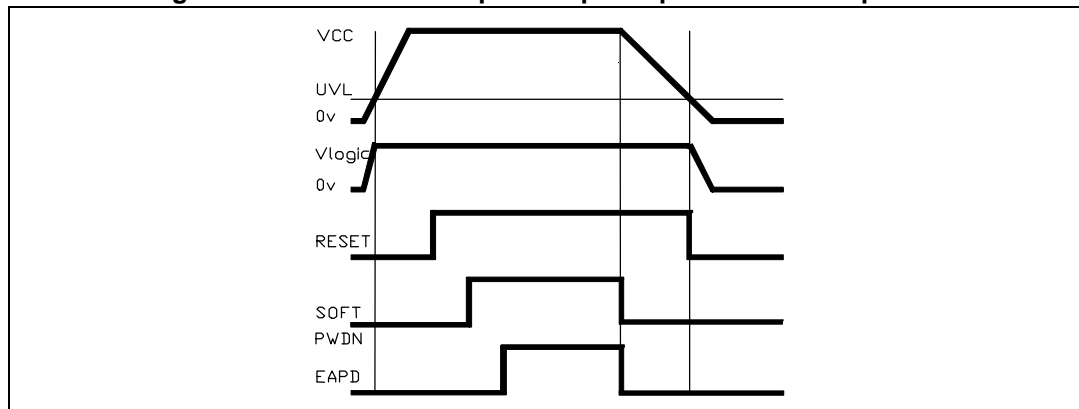 VCC
UVL
0v
Vlogic
0v
RESET
SOFT
PWDN
EAPD